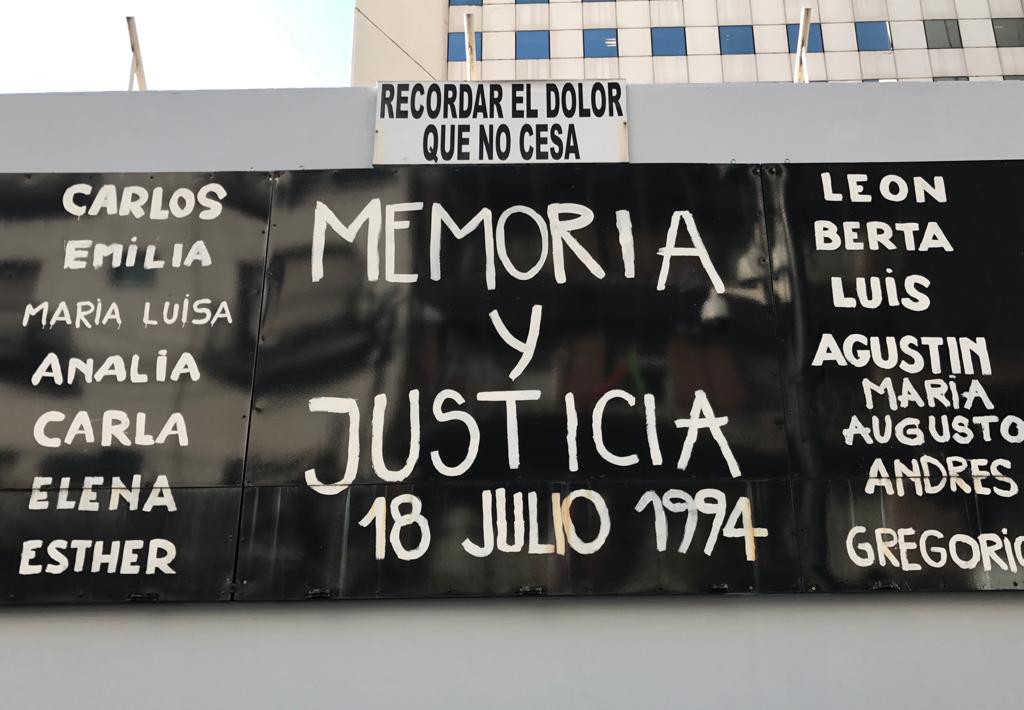 RECORDAR EL DOLOR
QUE NO CESA
CARLOS
EMILIA
MARIA LUISA
ANALIA
CARLA
ELENA
ESTHER
MEMORIA
Y
JUSTICIA
18 JULIO 1994
LEON
BERTA
LUIS
AGUSTIN
MARIA
AUGUSTO
ANDRES
GREGORIO